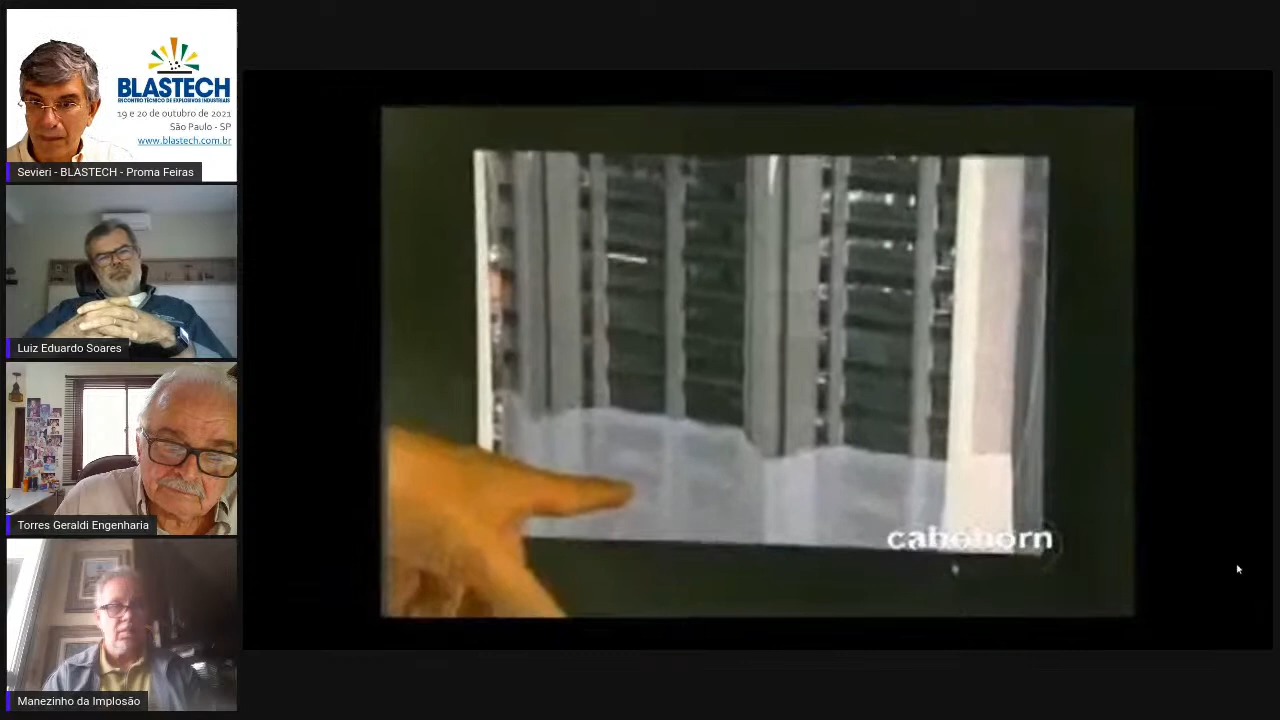 BLASTECH
ENCONTRO TÉCNICO DE EXPLOSIVOS INDUSTRIAIS
19 e 20 de outubro de 2021
São Paulo - SP
www.blastech.com.br
Sevieri - BLASTECH - Proma Feiras
Luiz Eduardo Soares
Torres Geraldi Engenharia
Manezinho da Implosão
cabohorn